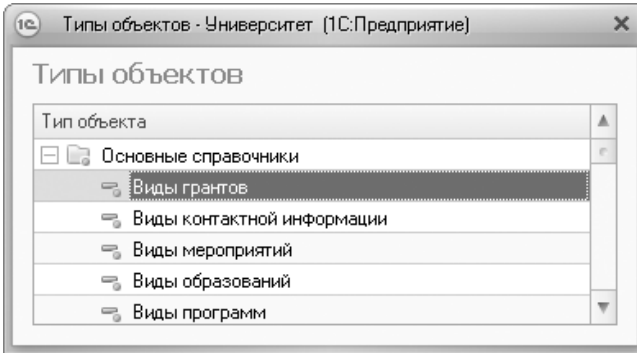 1С Типы объектов - Университет (1С:Предприятие)
Типы объектов
Тип объекта
Основные справочники
Виды грантов
Виды контактной информации
Виды мероприятий
Виды образований
Виды программ